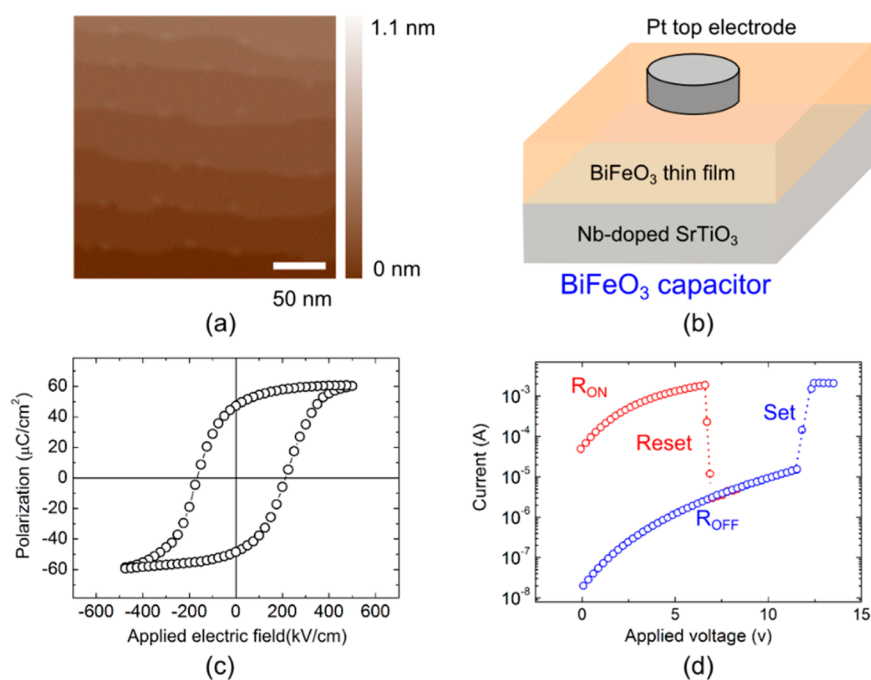 1.1 nm
0 nm
50 nm
(a)
Pt top electrode
BiFeO₃ thin film
Nb-doped SrTiO₃
BiFeO₃ capacitor
(b)
Polarization (μC/cm²)
60
40
20
0
-20
-40
-60
-600 -400 -200 0 200 400 600
Applied electric field(kV/cm)
(c)
Current (A)
10⁻³
10⁻⁴
10⁻⁵
10⁻⁶
10⁻⁷
10⁻⁸
R_ON
Reset
Set
R_OFF
0 5 10 15
Applied voltage (v)
(d)